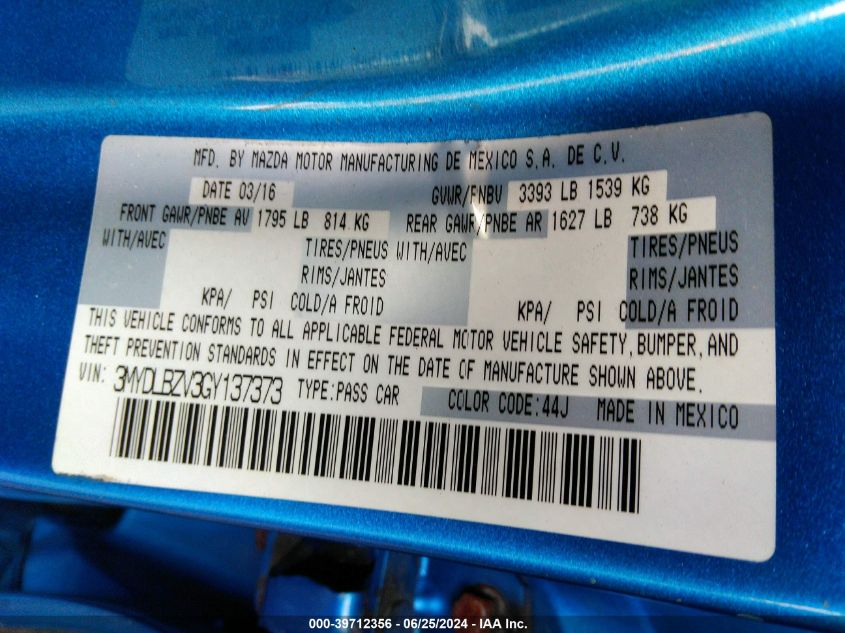 MFD. BY MAZDA MOTOR MANUFACTURING DE MEXICO S.A. DE C.V.
DATE 03/16 GVWR/PNBV 3393 LB 1539 KG
FRONT GAWR/PNBE AV 1795 LB 814 KG REAR GAWR/PNBE AR 1627 LB 738 KG
WITH/AVEC TIRES/PNEUS WITH/AVEC TIRES/PNEUS
RIMS/JANTES RIMS/JANTES
KPA/ PSI COLD/A FROID KPA/ PSI COLD/A FROID
THIS VEHICLE CONFORMS TO ALL APPLICABLE FEDERAL MOTOR VEHICLE SAFETY, BUMPER, AND
THEFT PREVENTION STANDARDS IN EFFECT ON THE DATE OF MANUFACTURE SHOWN ABOVE.
VIN: 3MYDLBZV3GY137373 TYPE:PASS CAR COLOR CODE:44J MADE IN MEXICO
000-39712356 - 06/25/2024 - IAA Inc.